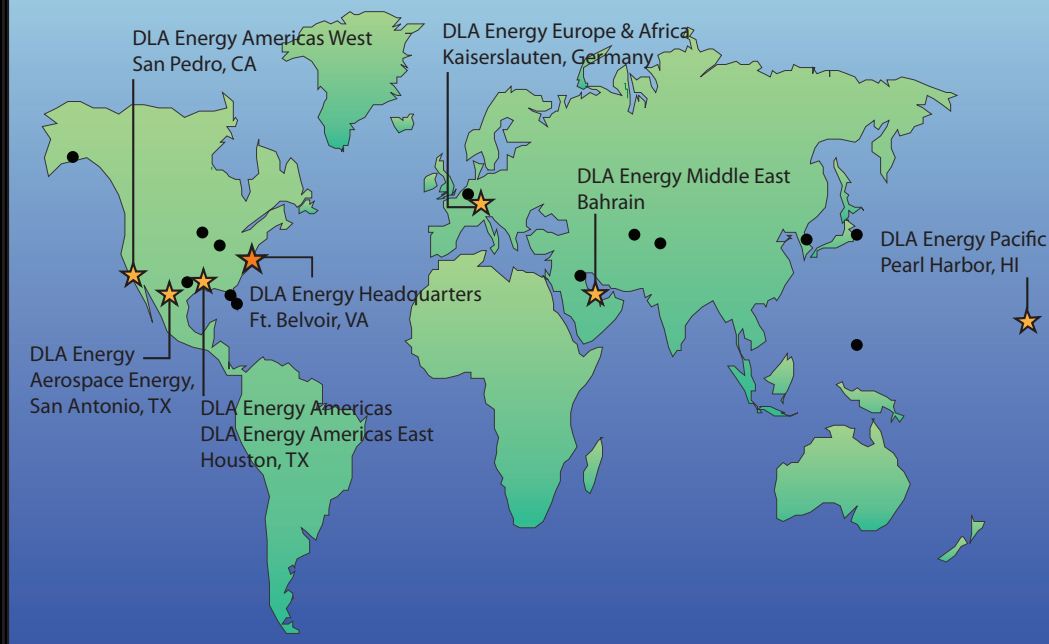 DLA Energy Americas West
San Pedro, CA
DLA Energy Europe & Africa
Kaiserslauten, Germany
DLA Energy Middle East
Bahrain
DLA Energy Pacific
Pearl Harbor, HI
DLA Energy Headquarters
Ft. Belvoir, VA
DLA Energy
Aerospace Energy,
San Antonio, TX
DLA Energy Americas
DLA Energy Americas East
Houston, TX